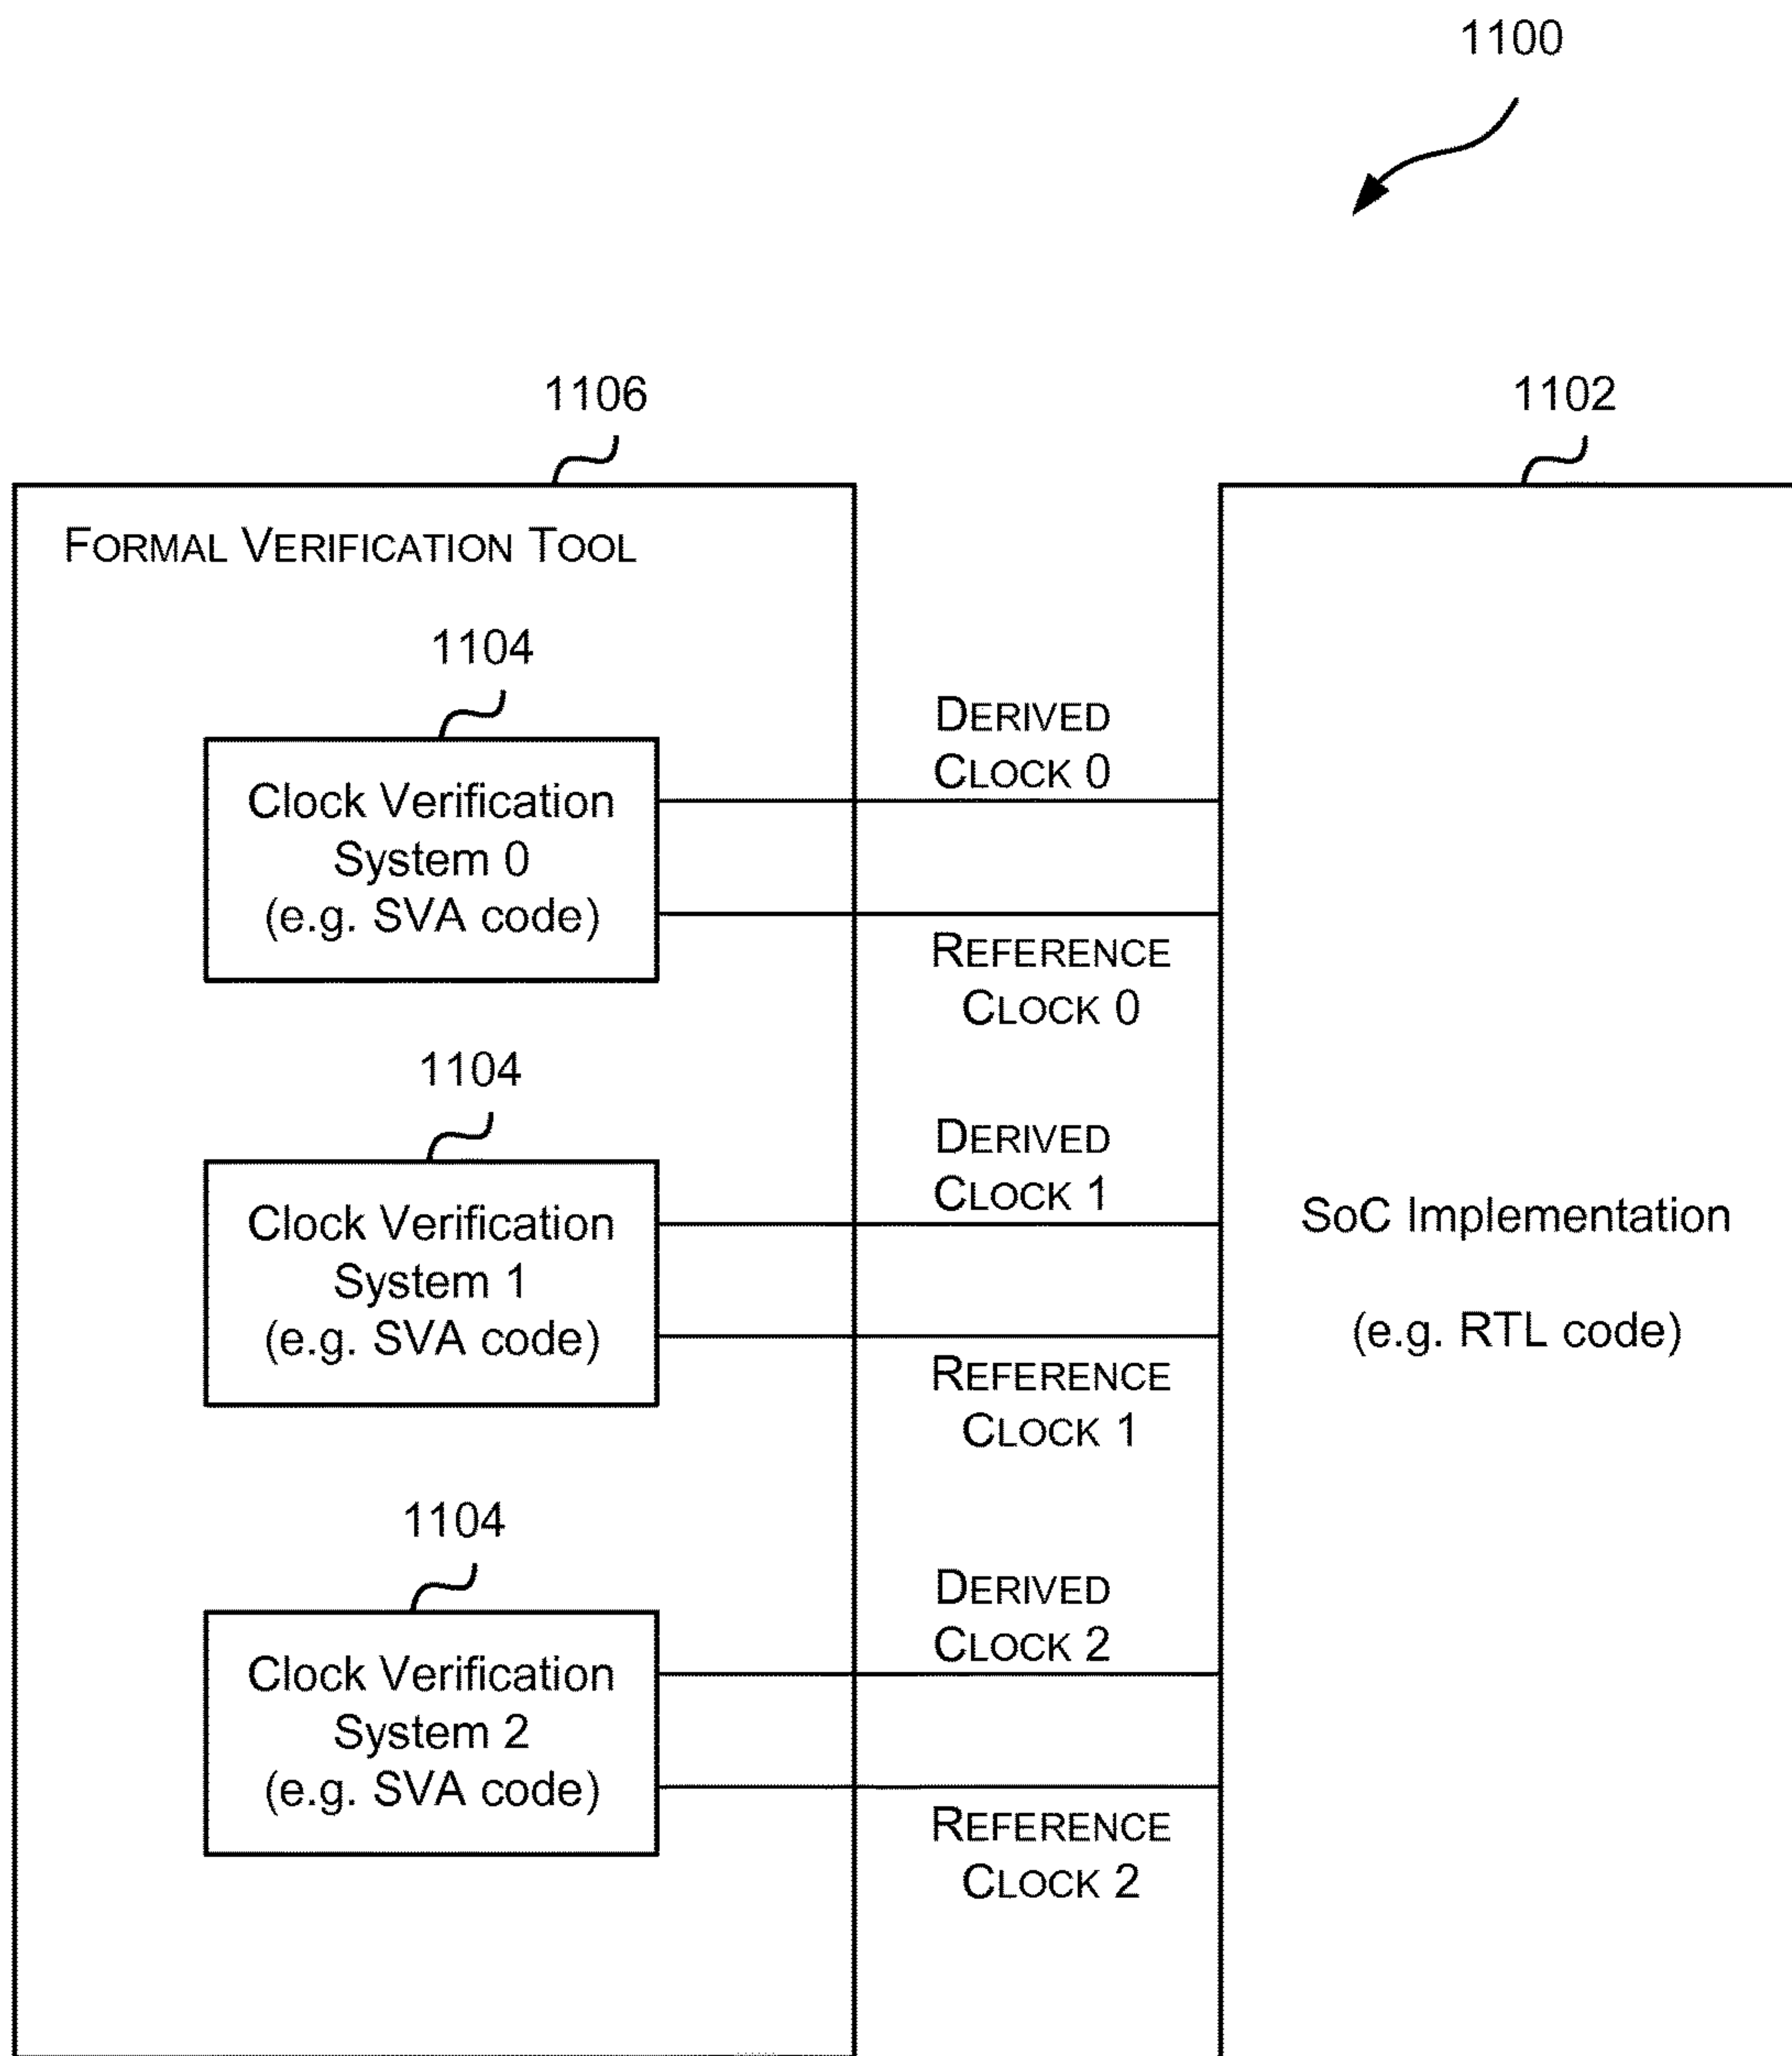 1100
1106
1102
FORMAL VERIFICATION TOOL
1104
Clock Verification
System 0
(e.g. SVA code)
DERIVED
CLOCK 0
REFERENCE
CLOCK 0
1104
Clock Verification
System 1
(e.g. SVA code)
DERIVED
CLOCK 1
REFERENCE
CLOCK 1
SoC Implementation
(e.g. RTL code)
1104
Clock Verification
System 2
(e.g. SVA code)
DERIVED
CLOCK 2
REFERENCE
CLOCK 2